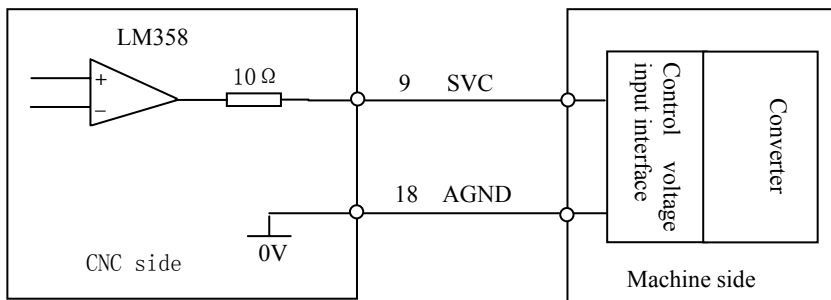 LM358
+
−
10Ω
9 SVC
18 AGND
0V
CNC side
Control voltage
input interface
Converter
Machine side